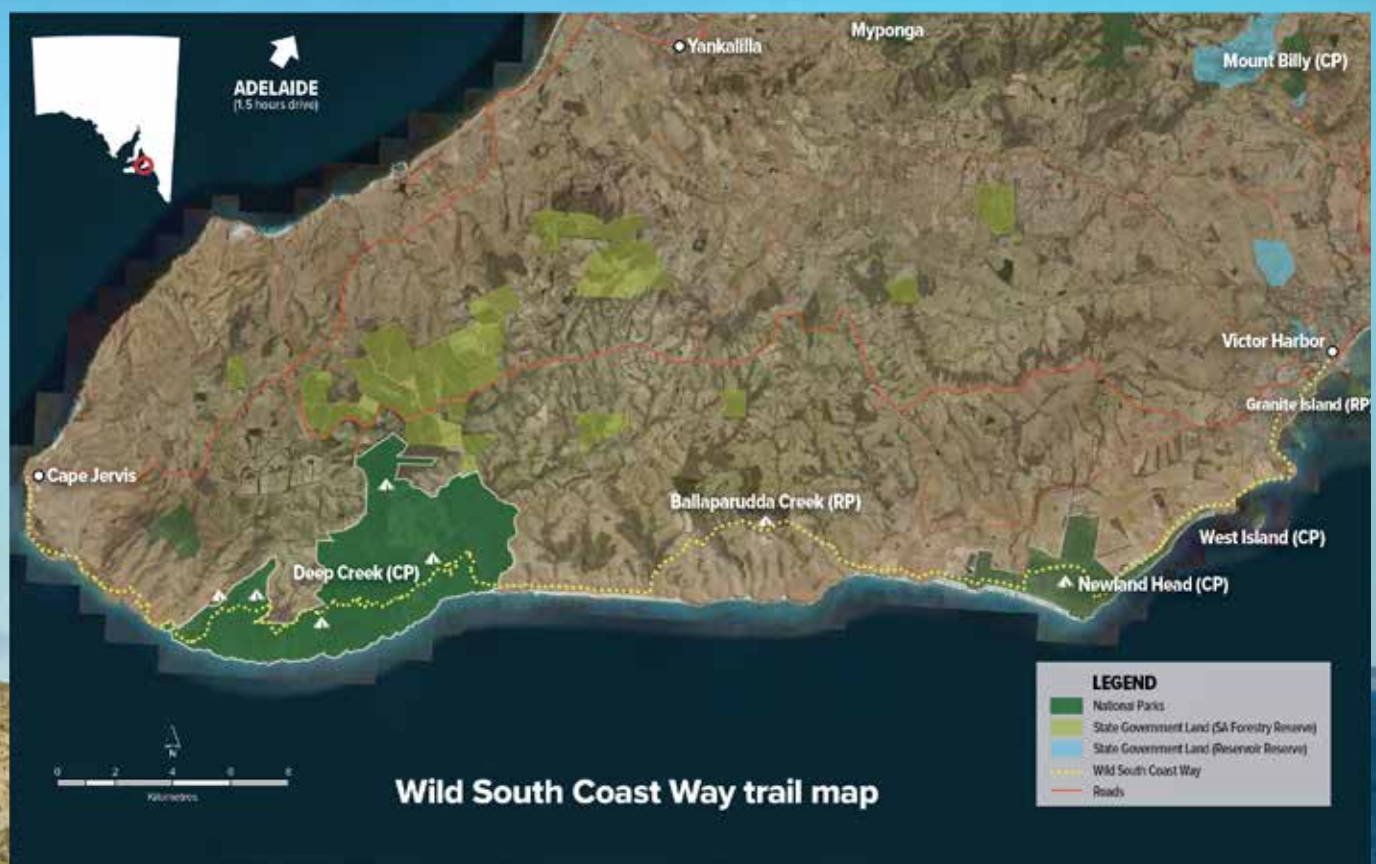 ADELAIDE
(1.5 hours drive)
Yankalilla
Myponga
Mount Billy (CP)
Victor Harbor
Granite Island (RP)
Cape Jervis
Ballaparudda Creek (RP)
West Island (CP)
Deep Creek (CP)
Newland Head (CP)
LEGEND
National Parks
State Government Land (SA Forestry Reserve)
State Government Land (Reservoir Reserve)
Wild South Coast Way
Roads
N
0 2 4 6 8
Kilometres
Wild South Coast Way trail map